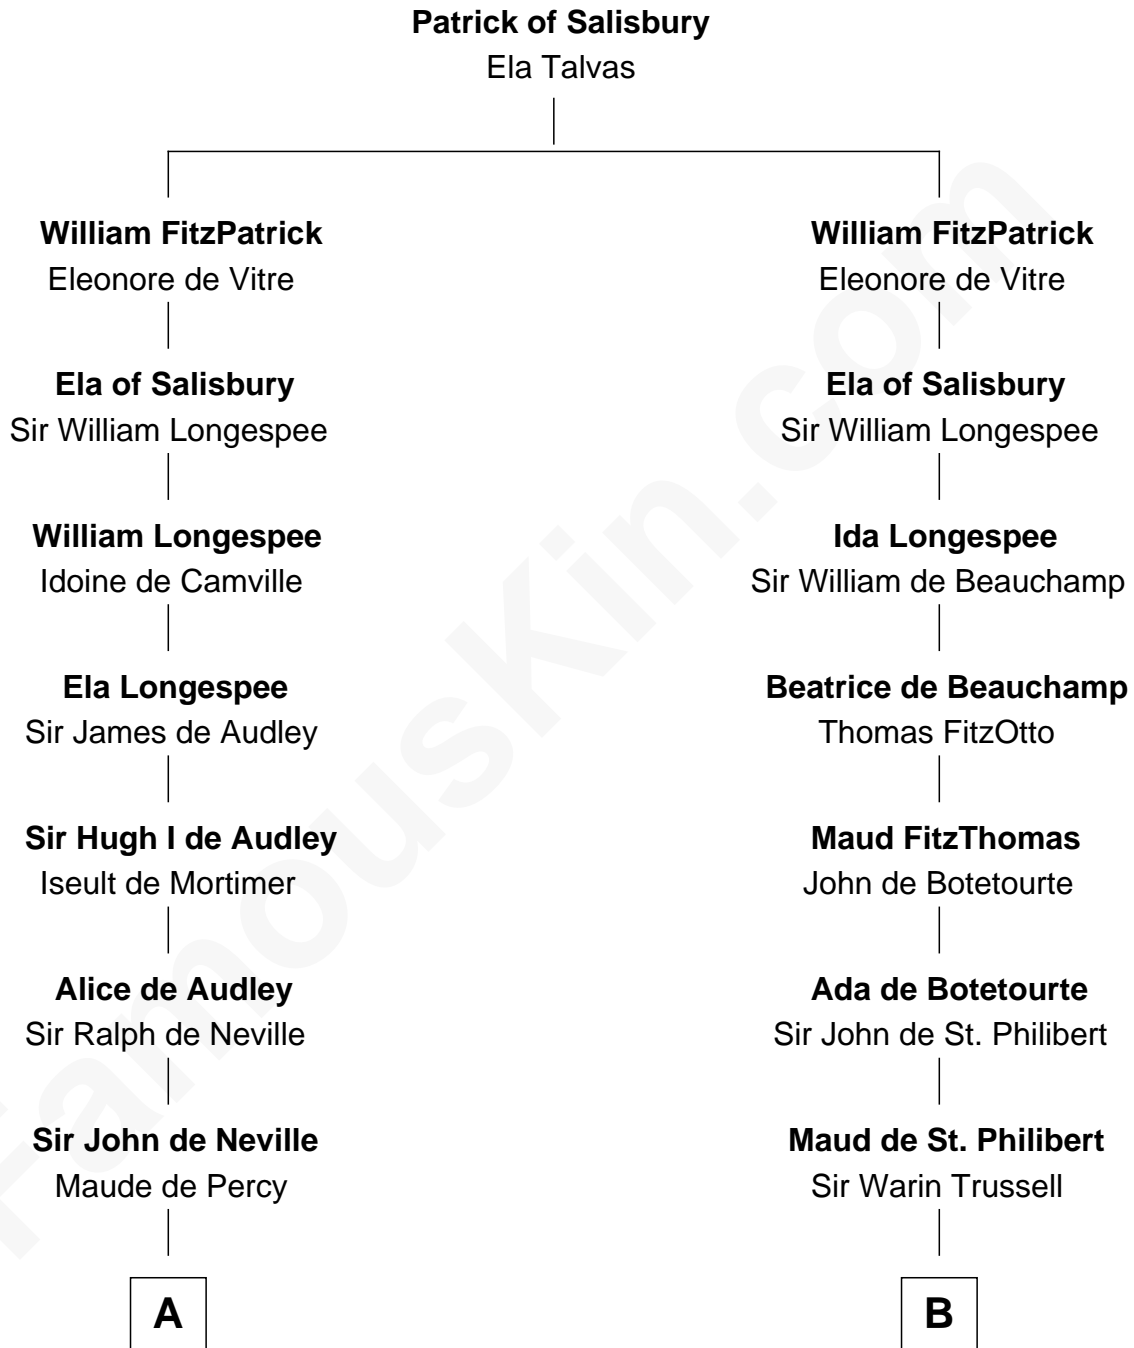 Patrick of Salisbury
Ela Talvas
William FitzPatrick
Eleonore de Vitre
William FitzPatrick
Eleonore de Vitre
Ela of Salisbury
Sir William Longespee
Ela of Salisbury
Sir William Longespee
William Longespee
Idoine de Camville
Ida Longespee
Sir William de Beauchamp
Ela Longespee
Sir James de Audley
Beatrice de Beauchamp
Thomas FitzOtto
Sir Hugh I de Audley
Iseult de Mortimer
Maud FitzThomas
John de Botetourte
Alice de Audley
Sir Ralph de Neville
Ada de Botetourte
Sir John de St. Philibert
Sir John de Neville
Maude de Percy
Maud de St. Philibert
Sir Warin Trussell
A
B
FamousKin.com